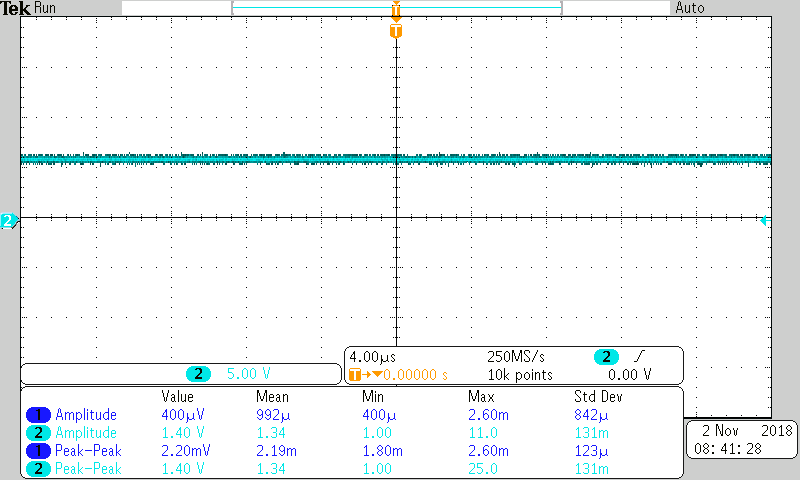 Tek Run Auto
T
T
2
2 5.00 V
4.00µs 250MS/s 2
T→▼0.00000 s 10k points 0.00 V
Value Mean Min Max Std Dev
1 Amplitude 400µV 992µ 400µ 2.60m 842µ
2 Amplitude 1.40 V 1.34 1.00 11.0 131m
1 Peak-Peak 2.20mV 2.19m 1.80m 2.60m 123µ
2 Peak-Peak 1.40 V 1.34 1.00 25.0 131m
2 Nov 2018
08:41:28